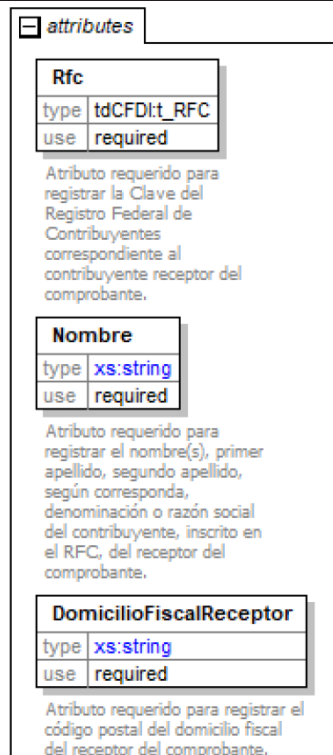 attributes
Rfc
type tdCFDI:t_RFC
use required
Atributo requerido para
registrar la Clave del
Registro Federal de
Contribuyentes
correspondiente al
contribuyente receptor del
comprobante.
Nombre
type xs:string
use required
Atributo requerido para
registrar el nombre(s), primer
apellido, segundo apellido,
según corresponda,
denominación o razón social
del contribuyente, inscrito en
el RFC, del receptor del
comprobante.
DomicilioFiscalReceptor
type xs:string
use required
Atributo requerido para registrar el
código postal del domicilio fiscal
del receptor del comprobante.